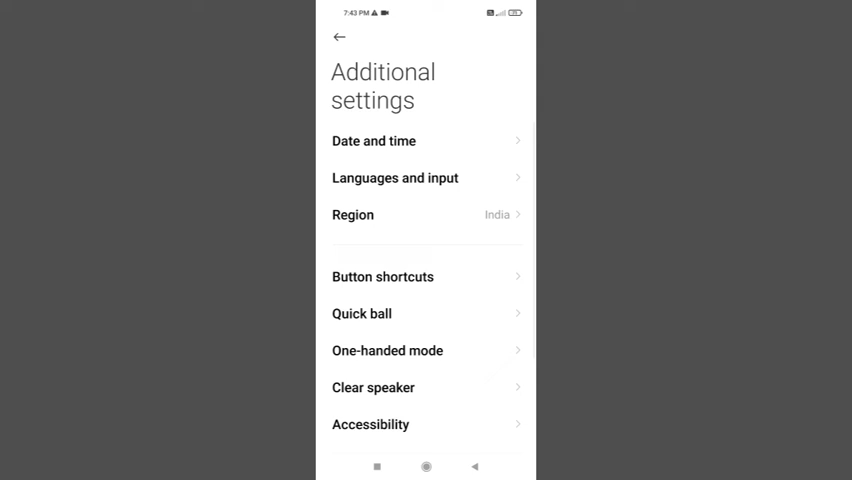 7:43 PM
Additional
settings
Date and time
Languages and input
Region
India
Button shortcuts
Quick ball
One-handed mode
Clear speaker
Accessibility